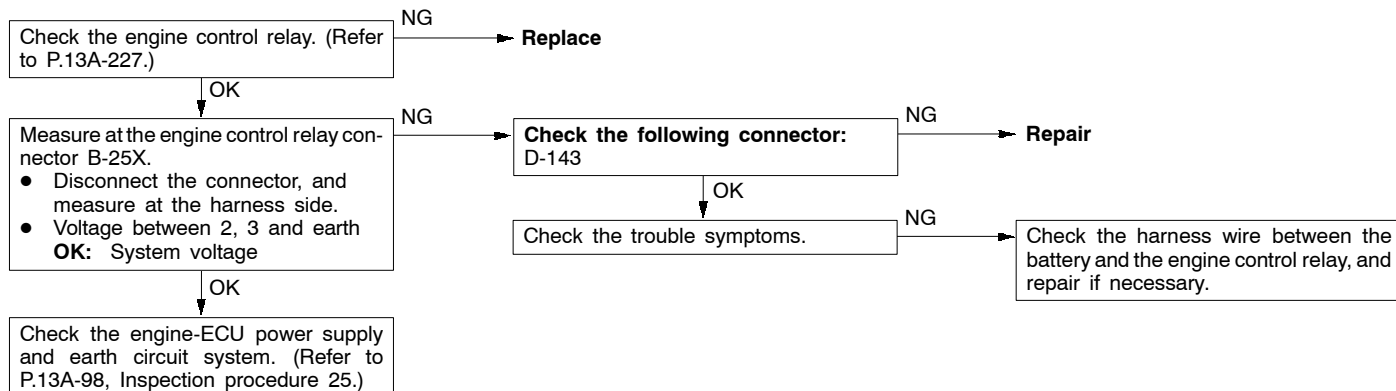 Check the engine control relay. (Refer
to P.13A-227.)
NG
Replace
OK
Measure at the engine control relay con-
nector B-25X.
● Disconnect the connector, and
measure at the harness side.
● Voltage between 2, 3 and earth
OK: System voltage
NG
Check the following connector:
D-143
NG
Repair
OK
Check the trouble symptoms.
NG
Check the harness wire between the
battery and the engine control relay, and
repair if necessary.
OK
Check the engine-ECU power supply
and earth circuit system. (Refer to
P.13A-98, Inspection procedure 25.)